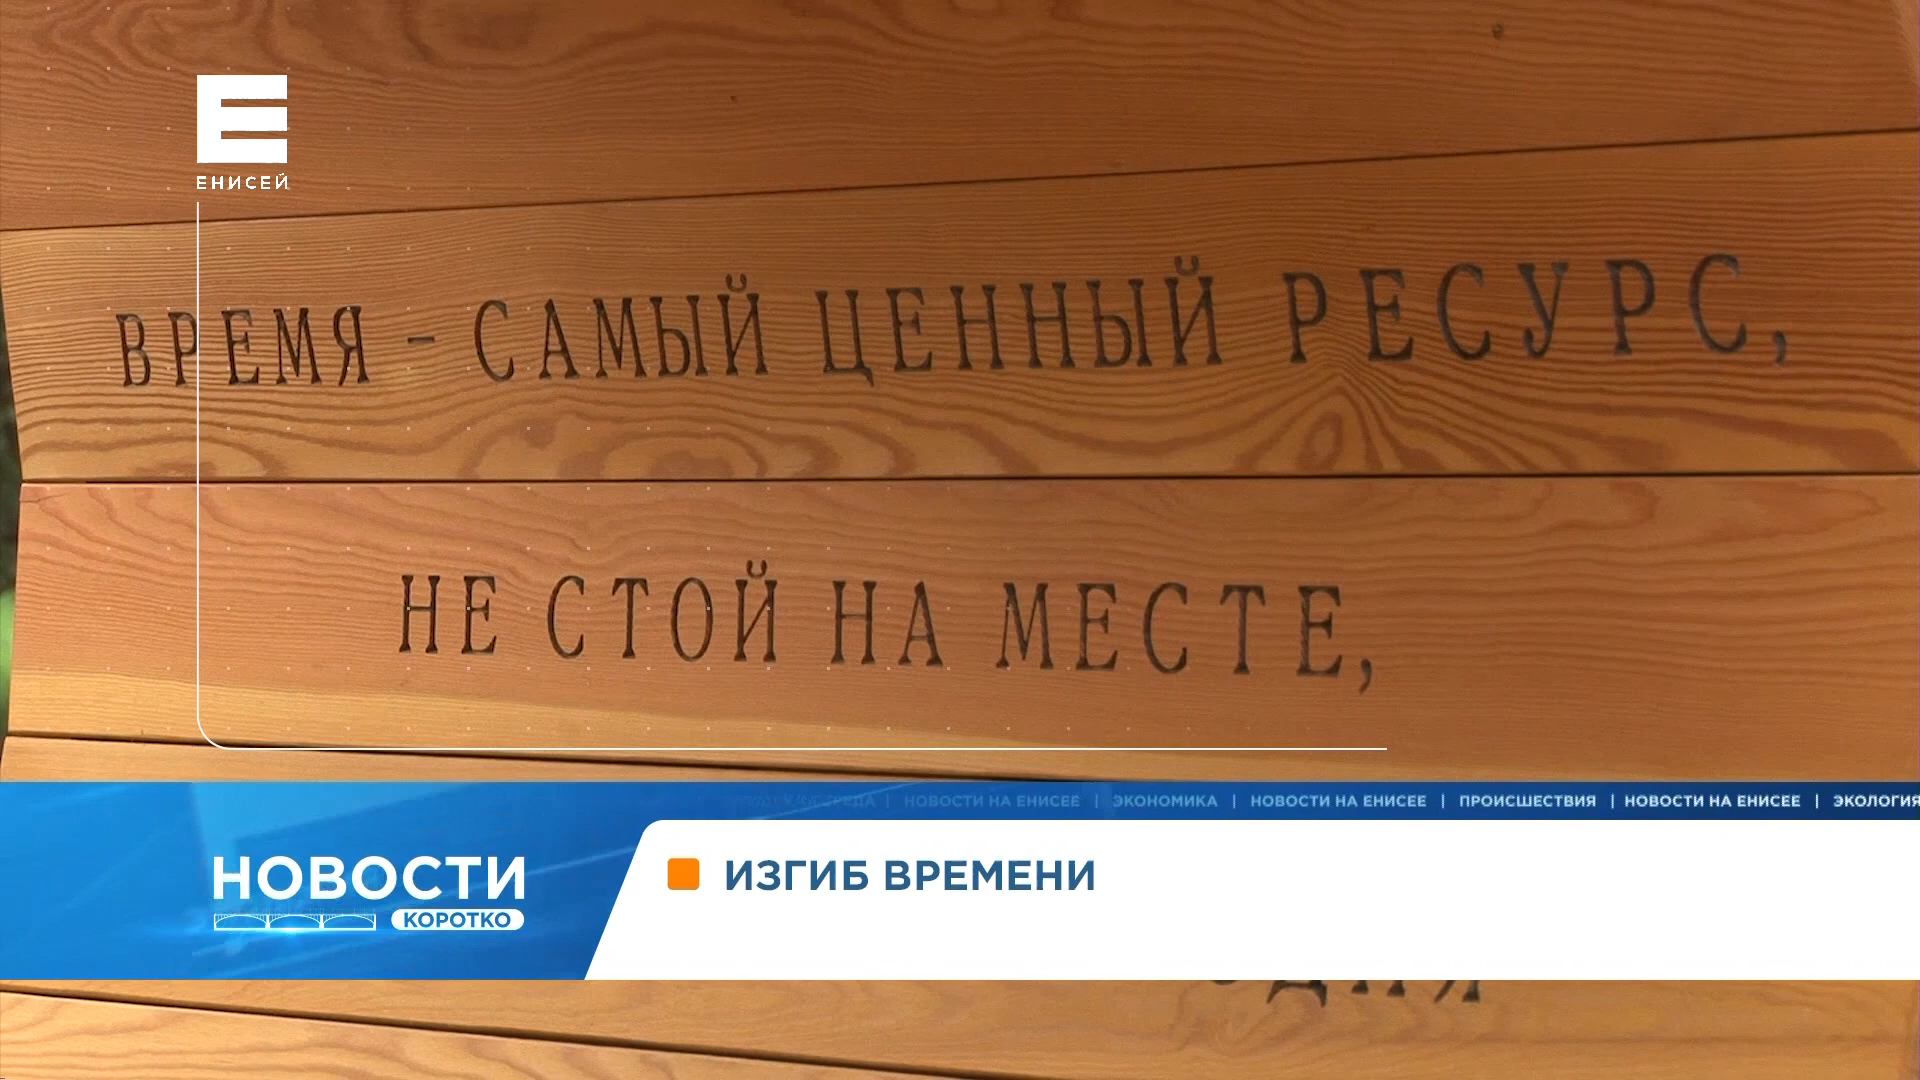 ЕНИСЕЙ
ВРЕМЯ - САМЫЙ ЦЕННЫЙ РЕСУРС,
НЕ СТОЙ НА МЕСТЕ,
| НОВОСТИ НА ЕНИСЕЕ | ЭКОНОМИКА | НОВОСТИ НА ЕНИСЕЕ | ПРОИСШЕСТВИЯ | НОВОСТИ НА ЕНИСЕЕ | ЭКОЛОГИЯ
НОВОСТИ
КОРОТКО
ИЗГИБ ВРЕМЕНИ